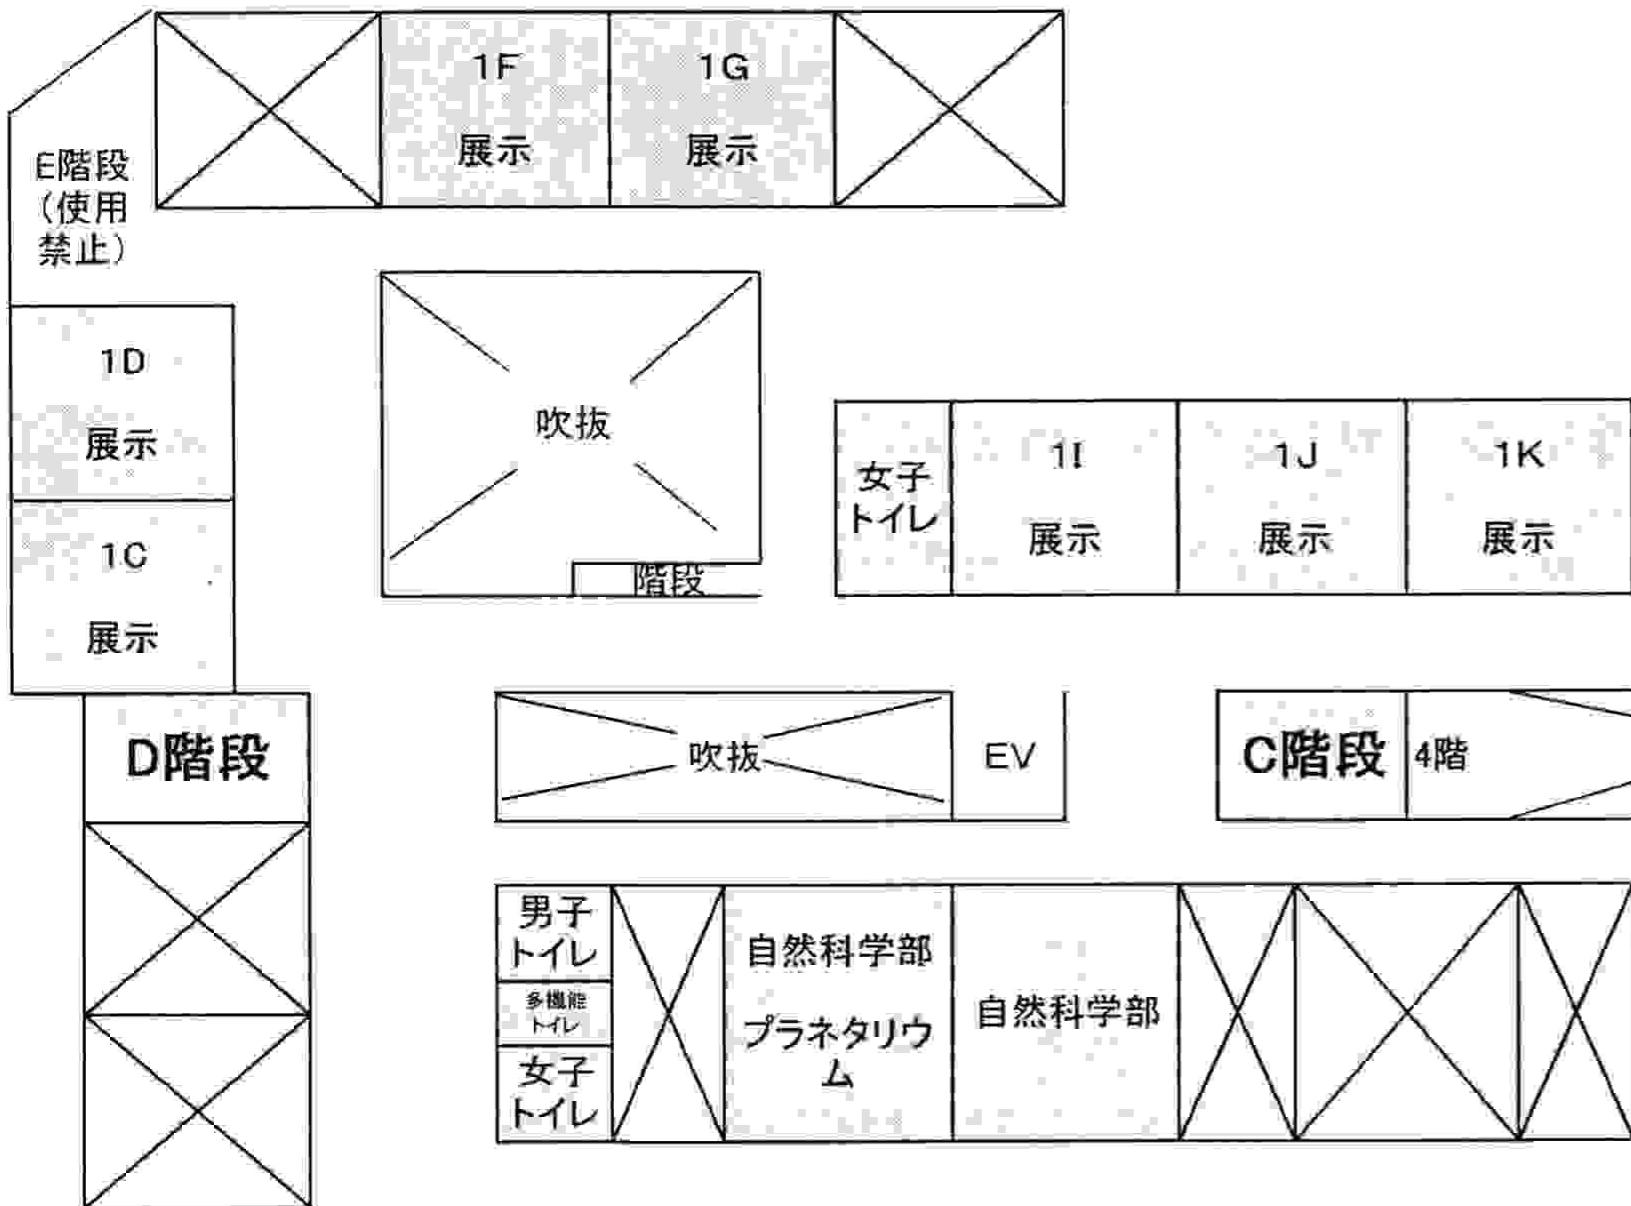 1F
展示
1G
展示
E階段
（使用
禁止）
1D
展示
吹抜
階段
女子
トイレ
1I
展示
1J
展示
1K
展示
1C
展示
D階段
吹抜
EV
C階段
4階
男子
トイレ
多機能
トイレ
女子
トイレ
自然科学部
プラネタリウ
ム
自然科学部